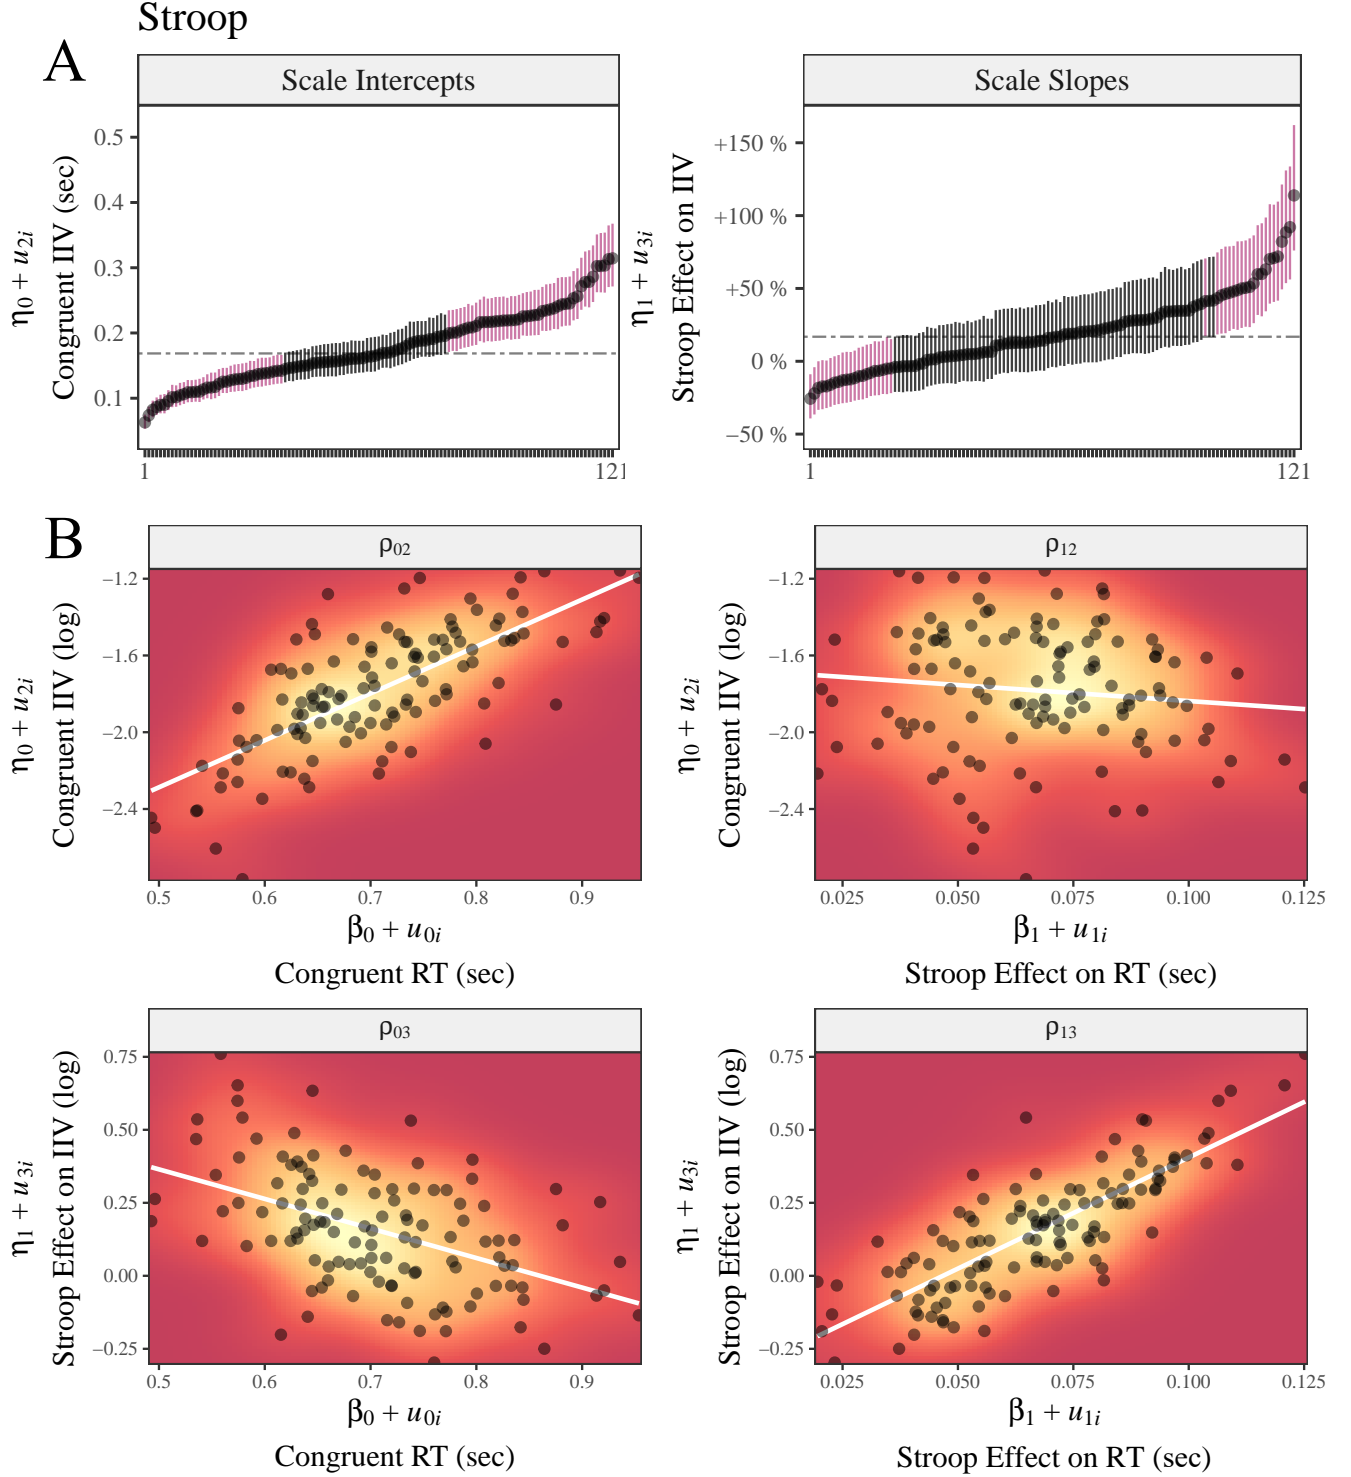 Stroop
A
Scale Intercepts
η0 + u2i
Congruent IIV (sec)
0.5
0.4
0.3
0.2
0.1
1
121
Scale Slopes
η1 + u3i
Stroop Effect on IIV
+150 %
+100 %
+50 %
0 %
−50 %
1
121
B
ρ02
η0 + u2i
Congruent IIV (log)
−1.2
−1.6
−2.0
−2.4
0.5 0.6 0.7 0.8 0.9
β0 + u0i
Congruent RT (sec)
ρ12
η0 + u2i
Congruent IIV (log)
−1.2
−1.6
−2.0
−2.4
0.025 0.050 0.075 0.100 0.125
β1 + u1i
Stroop Effect on RT (sec)
ρ03
η1 + u3i
Stroop Effect on IIV (log)
0.75
0.50
0.25
0.00
−0.25
0.5 0.6 0.7 0.8 0.9
β0 + u0i
Congruent RT (sec)
ρ13
η1 + u3i
Stroop Effect on IIV (log)
0.75
0.50
0.25
0.00
−0.25
0.025 0.050 0.075 0.100 0.125
β1 + u1i
Stroop Effect on RT (sec)